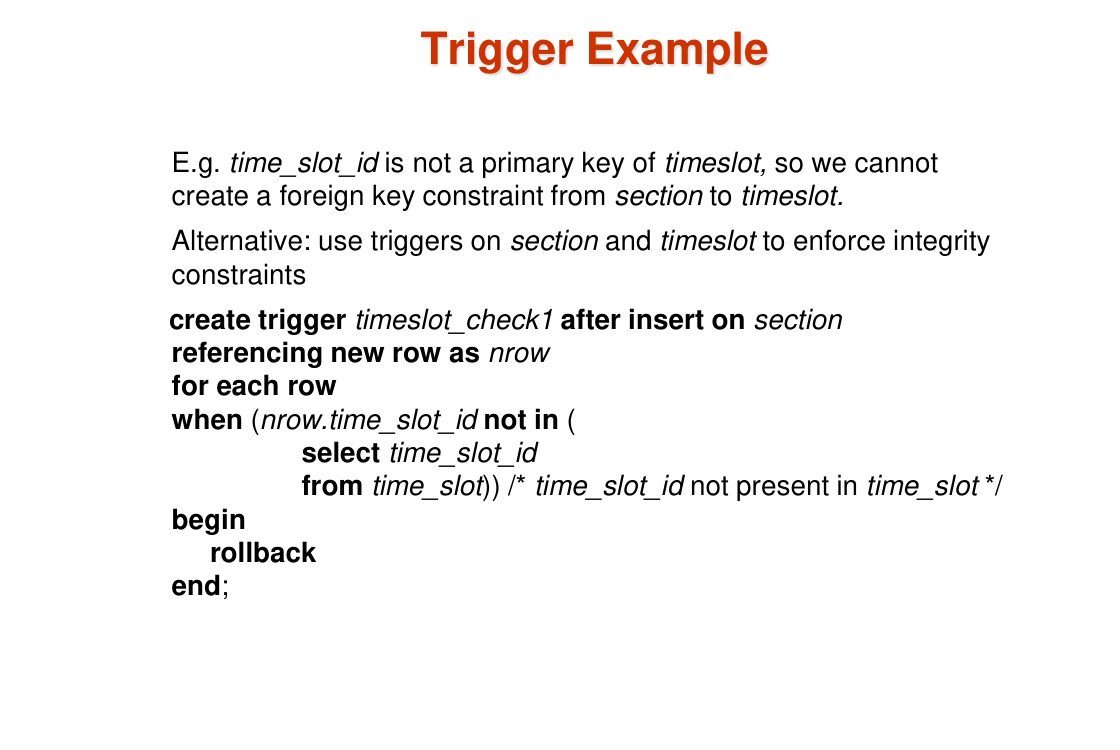 Trigger Example
E.g. time_slot_id is not a primary key of timeslot, so we cannot
create a foreign key constraint from section to timeslot.
Alternative: use triggers on section and timeslot to enforce integrity
constraints
create trigger timeslot_check1 after insert on section
referencing new row as nrow
for each row
when (nrow.time_slot_id not in (
select time_slot_id
from time_slot)) /* time_slot_id not present in time_slot */
begin
rollback
end;